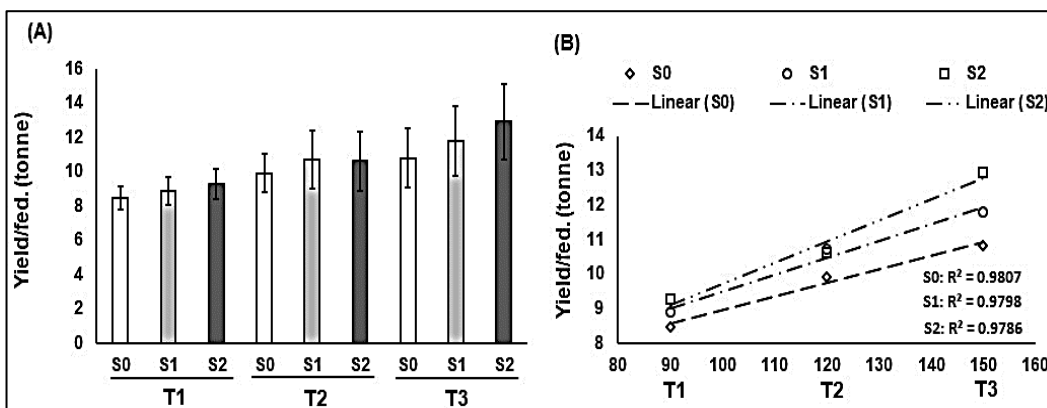 (A)
Yield/fed. (tonne)
16
14
12
10
8
6
4
2
0
S0 S1 S2 S0 S1 S2 S0 S1 S2
T1 T2 T3
(B)
S0 S1 S2
Linear (S0) Linear (S1) Linear (S2)
Yield/fed. (tonne)
14
13
12
11
10
9
8
S0: R² = 0.9807
S1: R² = 0.9798
S2: R² = 0.9786
80 90 100 110 120 130 140 150 160
T1 T2 T3